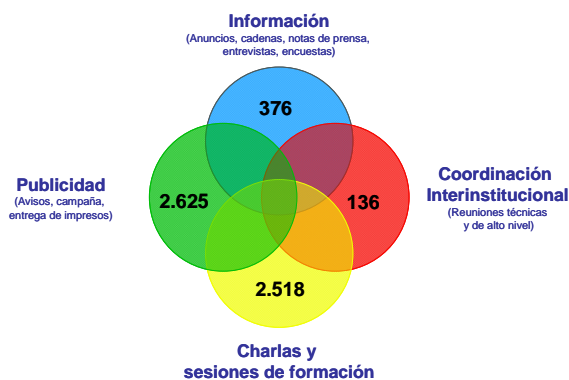 Información
(Anuncios, cadenas, notas de prensa,
entrevistas, encuestas)
376
Publicidad
(Avisos, campaña,
entrega de impresos)
2.625
136
Coordinación
Interinstitucional
(Reuniones técnicas
y de alto nivel)
2.518
Charlas y
sesiones de formación